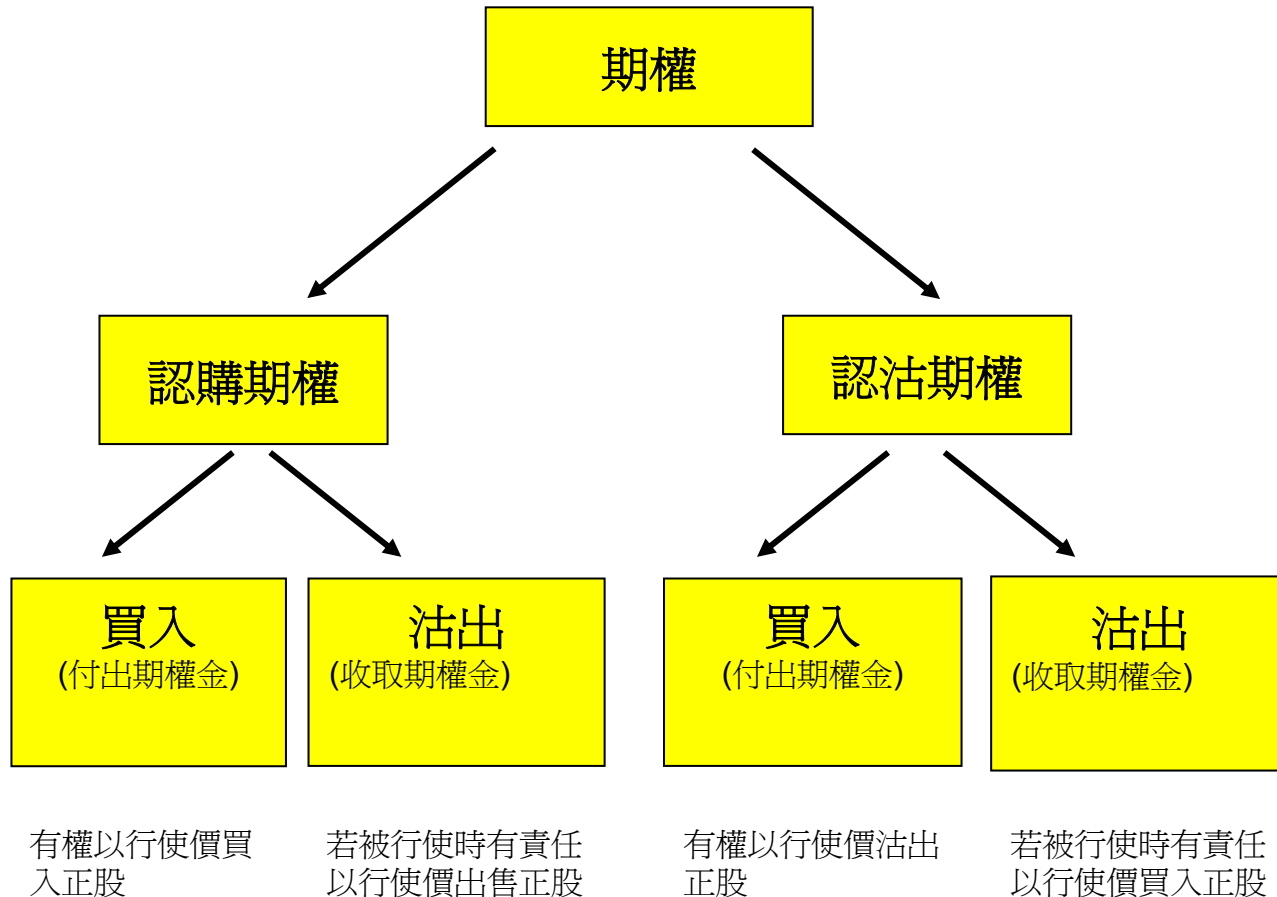 期權
認購期權
認沽期權
買入
(付出期權金)
沽出
(收取期權金)
買入
(付出期權金)
沽出
(收取期權金)
有權以行使價買
入正股
若被行使時有責任
以行使價出售正股
有權以行使價沽出
正股
若被行使時有責任
以行使價買入正股